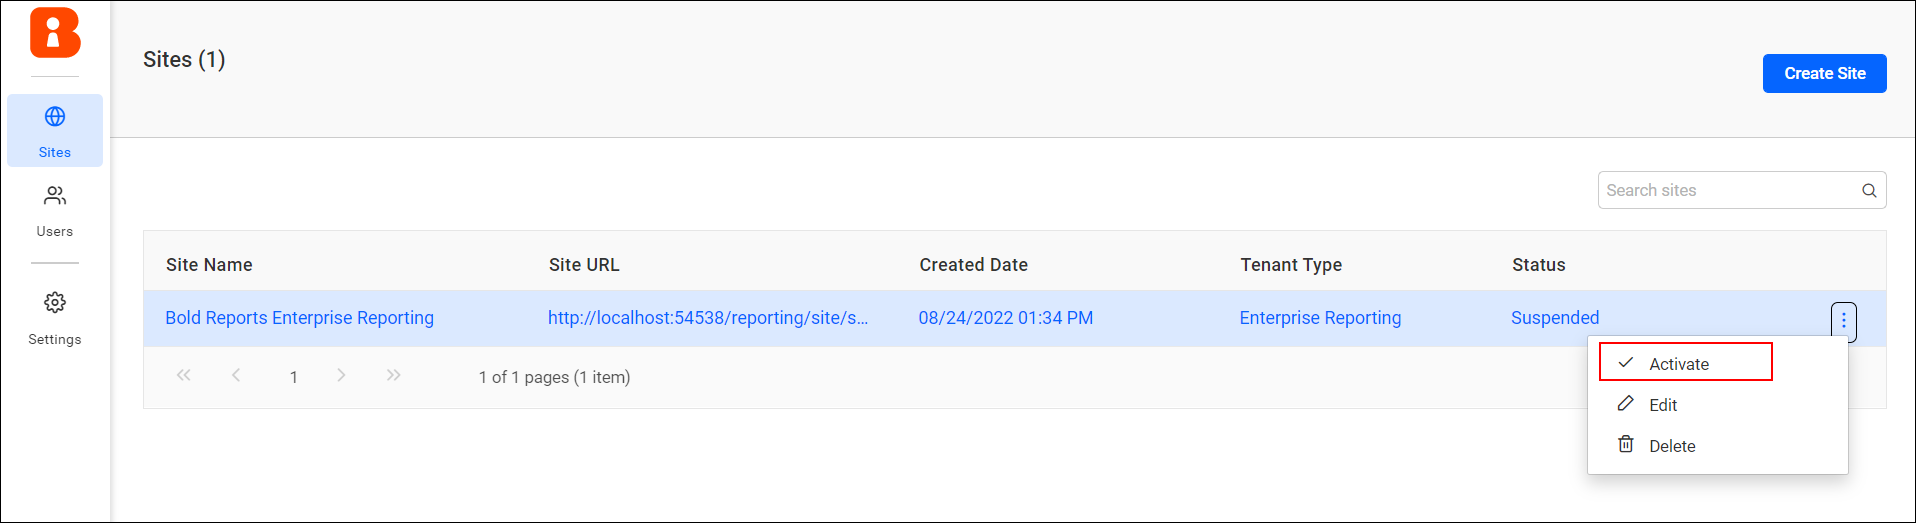 Sites (1)
Create Site
Sites
Users
Settings
Search sites
Site Name Site URL Created Date Tenant Type Status
Bold Reports Enterprise Reporting http://localhost:54538/reporting/site/s... 08/24/2022 01:34 PM Enterprise Reporting Suspended
1 1 of 1 pages (1 item)
Activate
Edit
Delete